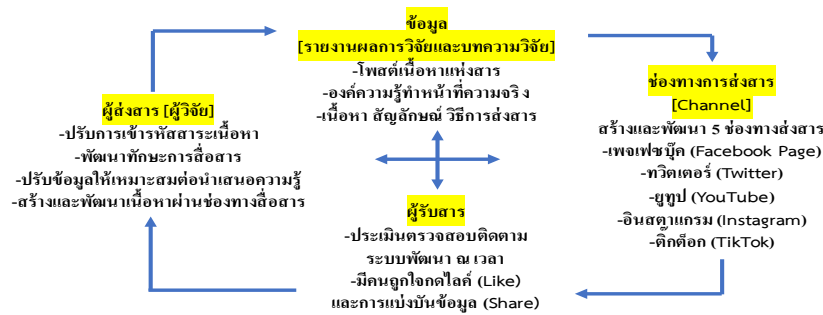 ข้อมูล
[รายงานผลการวิจัยและบทความวิจัย]
-โพสต์เนื้อหาแห่งสาร
-องค์ความรู้ทำหน้าที่ความจริง
-เนื้อหา สัญลักษณ์ วิธีการส่งสาร
ผู้ส่งสาร [ผู้วิจัย]
-ปรับการเข้ารหัสสาระเนื้อหา
-พัฒนาทักษะการสื่อสาร
-ปรับข้อมูลให้เหมาะสมต่อนำเสนอความรู้
-สร้างและพัฒนาเนื้อหาผ่านช่องทางสื่อสาร
ช่องทางการส่งสาร
[Channel]
สร้างและพัฒนา 5 ช่องทางส่งสาร
-เพจเฟซบุ๊ค (Facebook Page)
-ทวิตเตอร์ (Twitter)
-ยูทูป (YouTube)
-อินสตาแกรม (Instagram)
-ติ๊กต็อก (TikTok)
ผู้รับสาร
-ประเมินตรวจสอบติดตาม
ระบบพัฒนา ณ เวลา
-มีคนถูกใจกดไลค์ (Like)
และการแบ่งบันข้อมูล (Share)